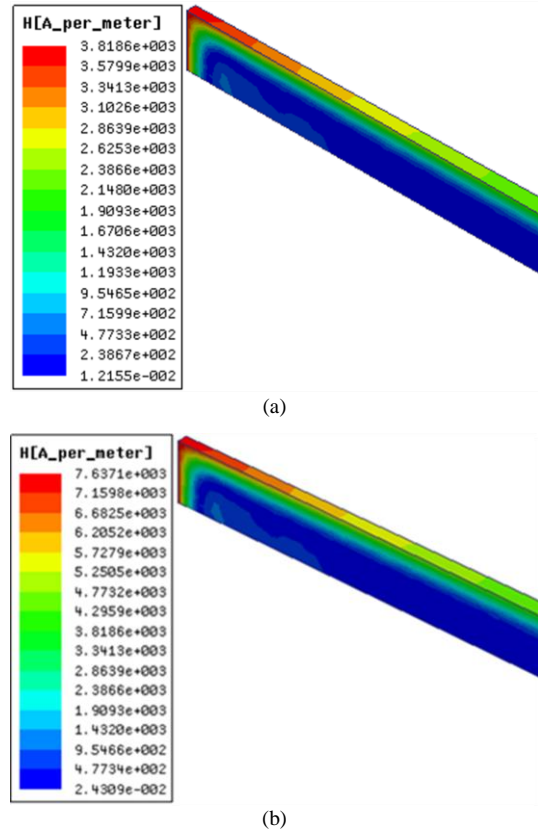 H[A_per_meter]
3.8186e+003
3.5799e+003
3.3413e+003
3.1026e+003
2.8639e+003
2.6253e+003
2.3866e+003
2.1480e+003
1.9093e+003
1.6706e+003
1.4320e+003
1.1933e+003
9.5465e+002
7.1599e+002
4.7733e+002
2.3867e+002
1.2155e-002
(a)
H[A_per_meter]
7.6371e+003
7.1598e+003
6.6825e+003
6.2052e+003
5.7279e+003
5.2505e+003
4.7732e+003
4.2959e+003
3.8186e+003
3.3413e+003
2.8639e+003
2.3866e+003
1.9093e+003
1.4320e+003
9.5466e+002
4.7734e+002
2.4309e-002
(b)